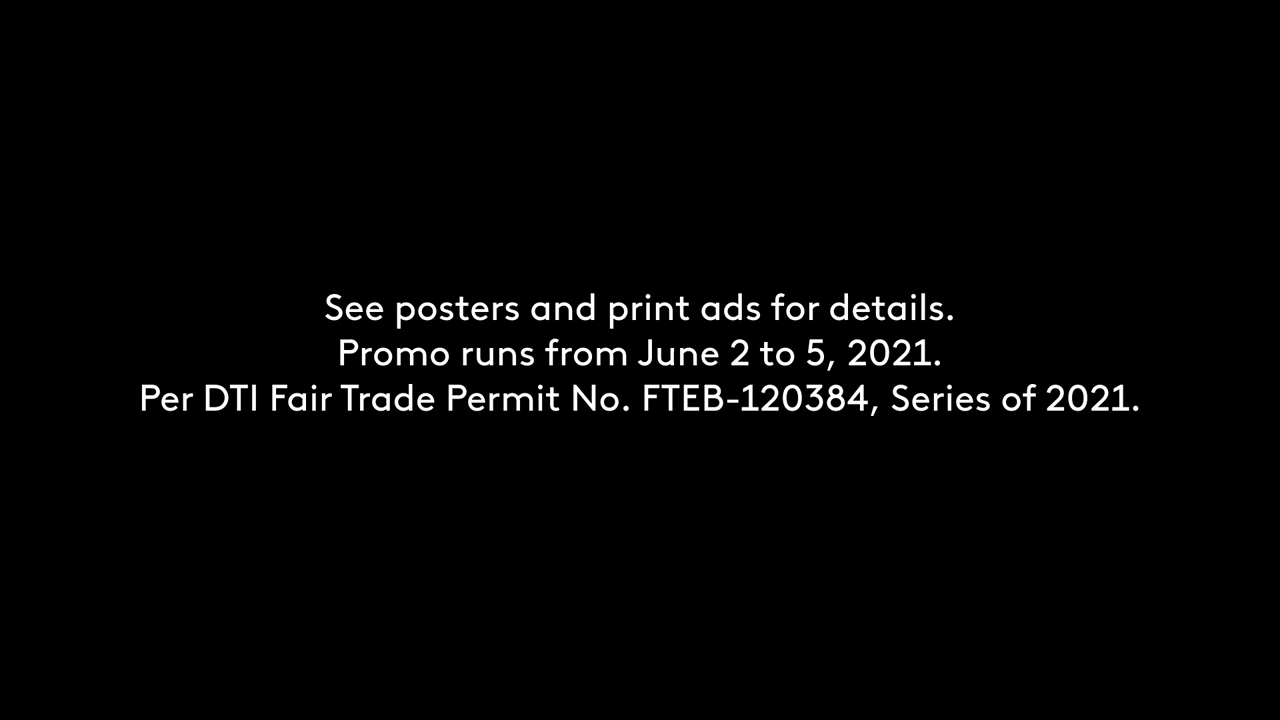 See posters and print ads for details.
Promo runs from June 2 to 5, 2021.
Per DTI Fair Trade Permit No. FTEB-120384, Series of 2021.